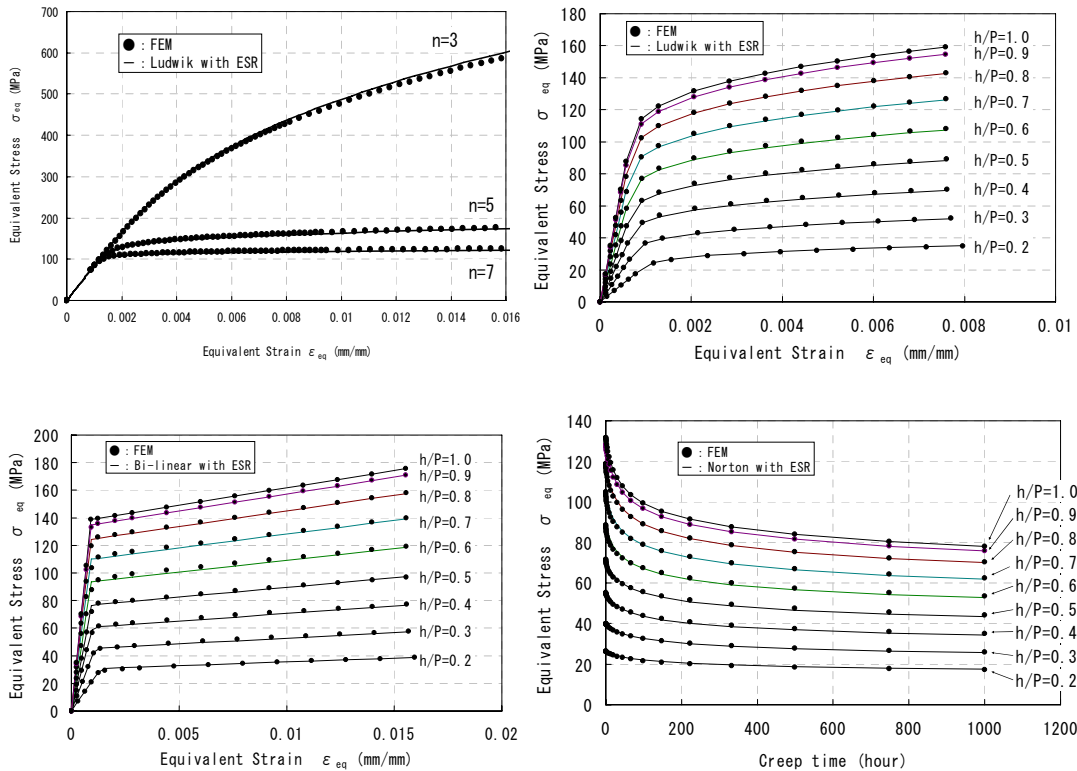 700
600
500
400
300
200
100
0
Equivalent Stress σ eq (MPa)
: FEM
: Ludwik with ESR
n=3
n=5
n=7
0 0.002 0.004 0.006 0.008 0.01 0.012 0.014 0.016
Equivalent Strain ε eq (mm/mm)
180
160
140
120
100
80
60
40
20
0
Equivalent Stress σ eq (MPa)
: FEM
: Ludwik with ESR
h/P=1.0
h/P=0.9
h/P=0.8
h/P=0.7
h/P=0.6
h/P=0.5
h/P=0.4
h/P=0.3
h/P=0.2
0 0.002 0.004 0.006 0.008 0.01
Equivalent Strain ε eq (mm/mm)
200
180
160
140
120
100
80
60
40
20
0
Equivalent Stress σ eq (MPa)
: FEM
: Bi-linear with ESR
h/P=1.0
h/P=0.9
h/P=0.8
h/P=0.7
h/P=0.6
h/P=0.5
h/P=0.4
h/P=0.3
h/P=0.2
0 0.005 0.01 0.015 0.02
Equivalent Strain ε eq (mm/mm)
140
120
100
80
60
40
20
0
Equivalent Stress σ eq (MPa)
: FEM
: Norton with ESR
h/P=1.0
h/P=0.9
h/P=0.8
h/P=0.7
h/P=0.6
h/P=0.5
h/P=0.4
h/P=0.3
h/P=0.2
0 200 400 600 800 1000 1200
Creep time (hour)